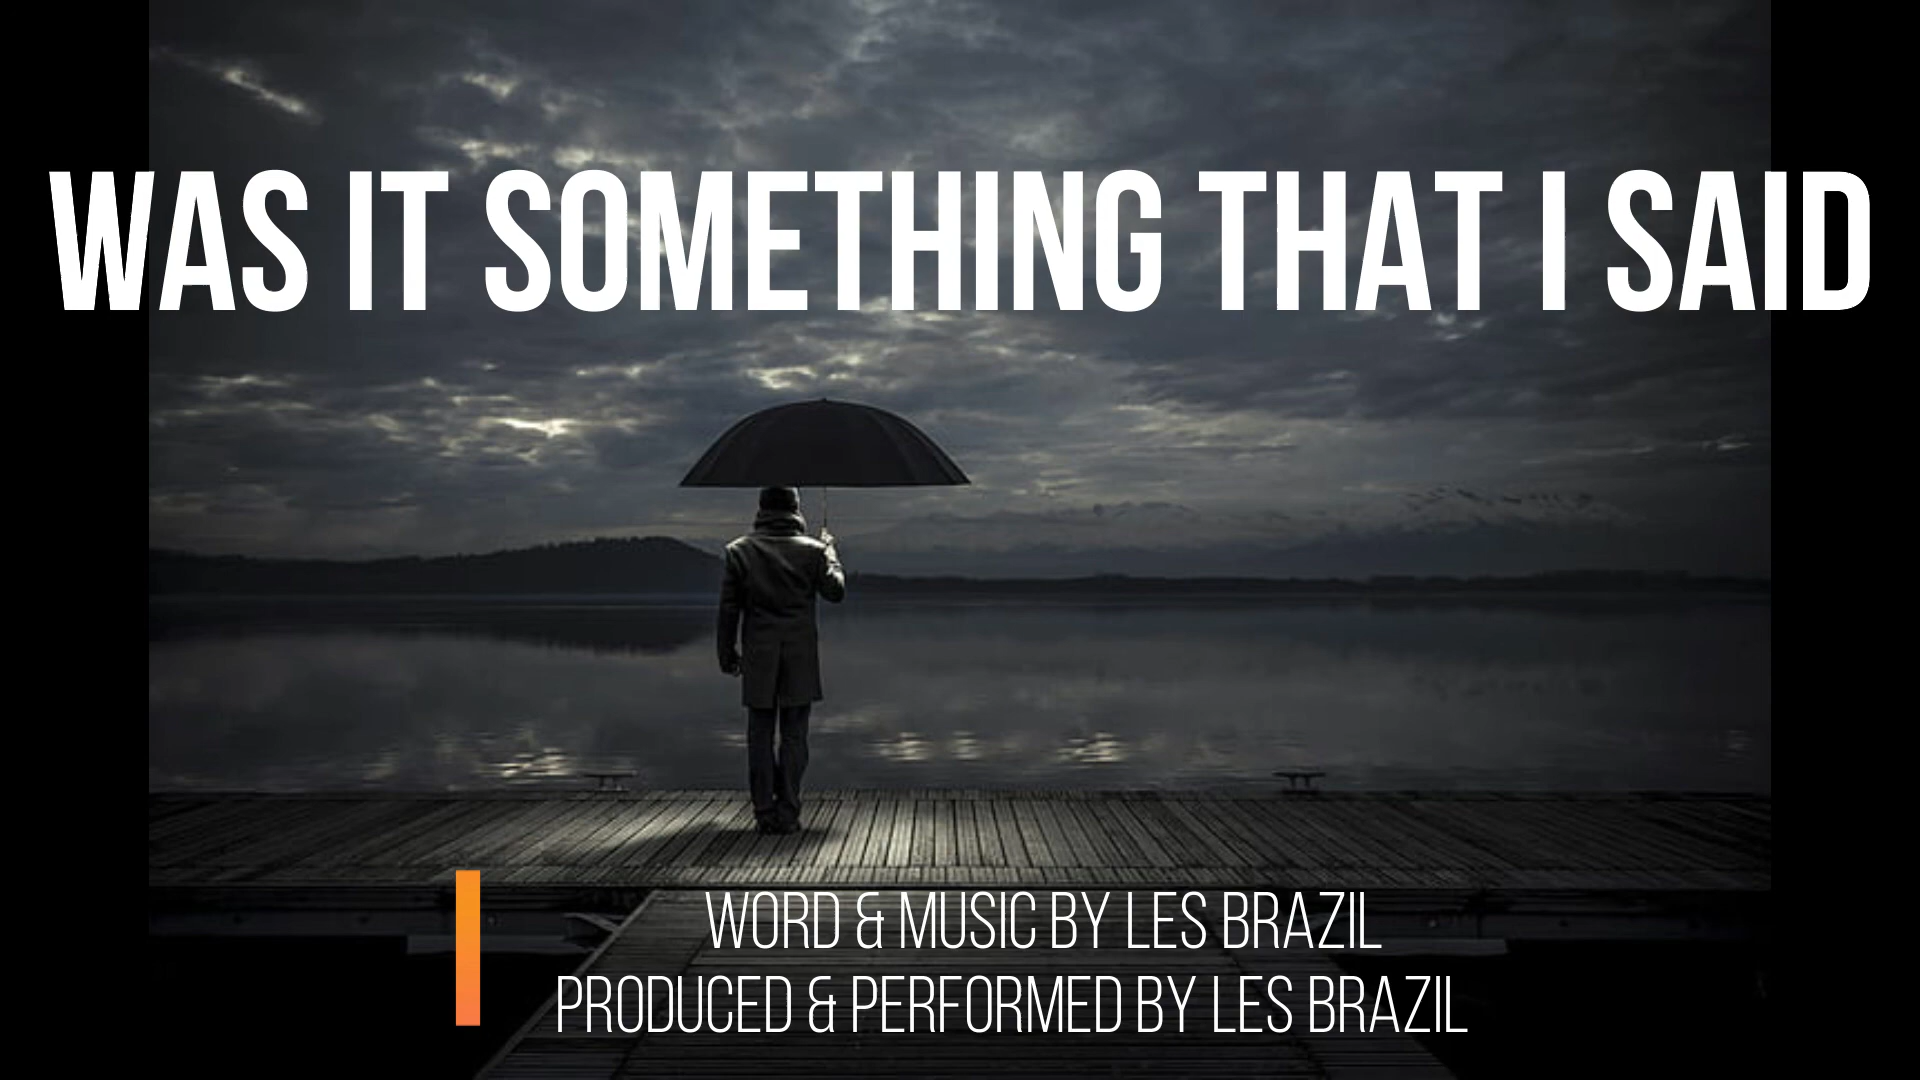 WAS IT SOMETHING THAT I SAID
WORD & MUSIC BY LES BRAZIL
PRODUCED & PERFORMED BY LES BRAZIL